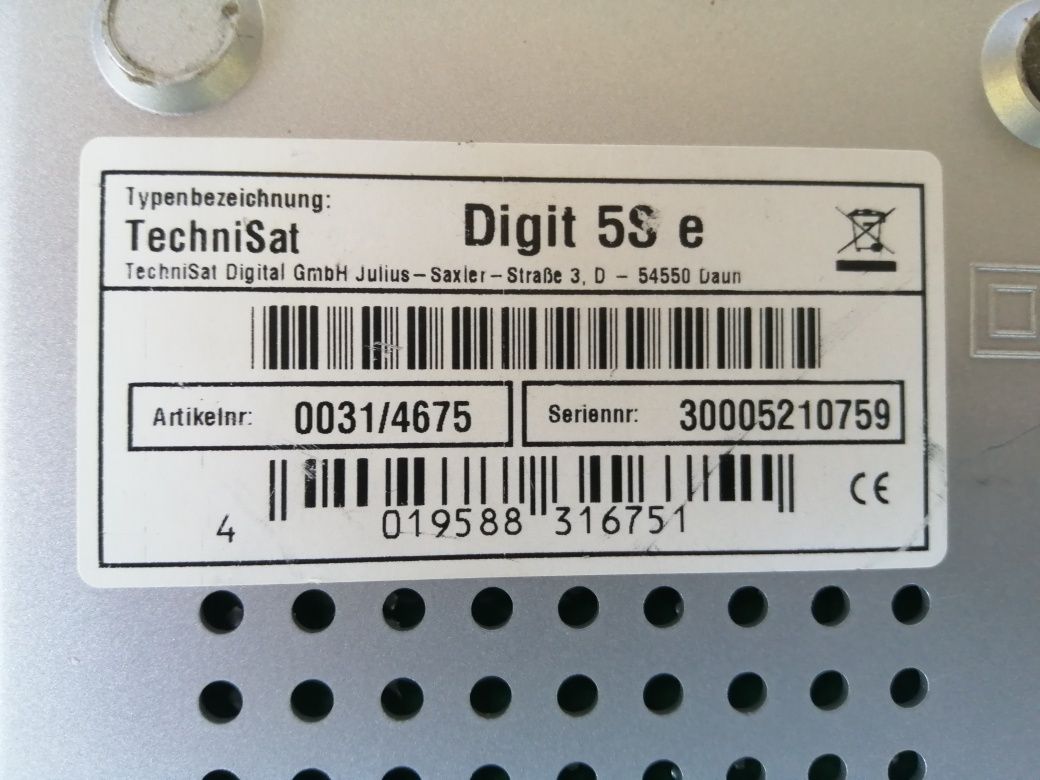 Typenbezeichnung:
TechniSat Digit 5S e
TechniSat Digital GmbH Julius-Saxler-Straße 3, D - 54550 Daun
Artikelnr: 0031/4675 Seriennr: 30005210759
4 019588 316751 CE